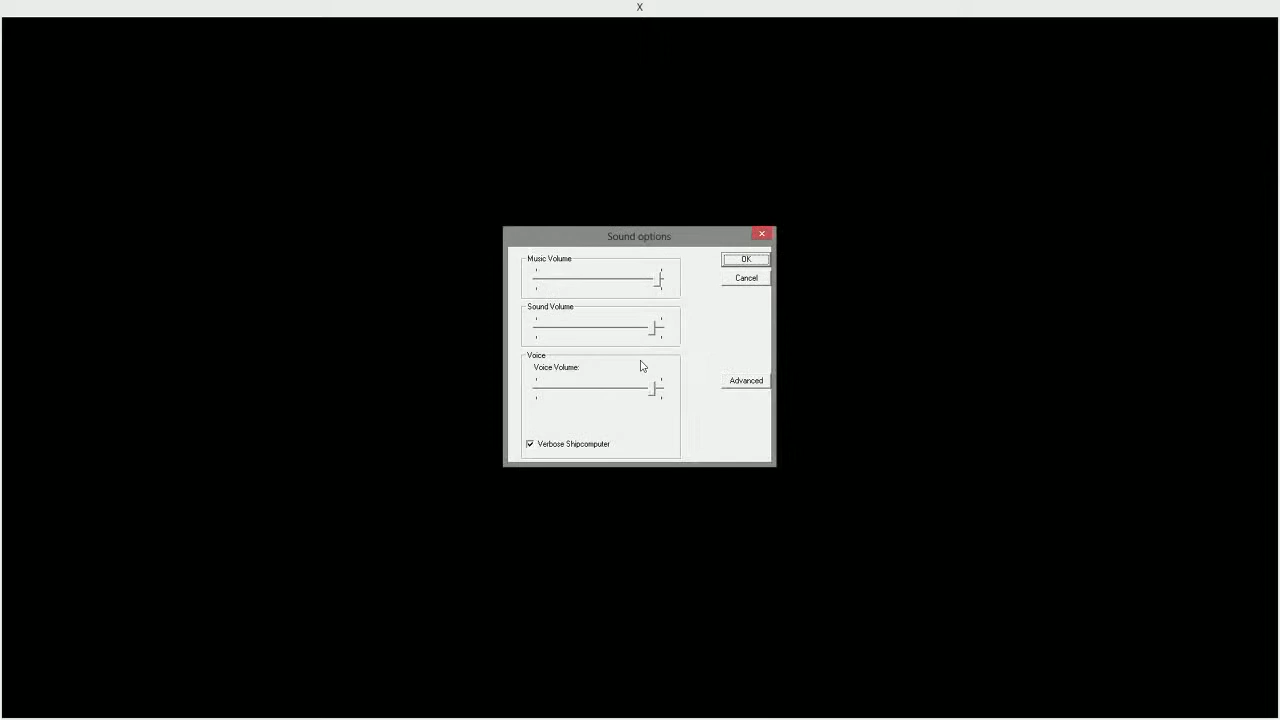 X
Sound options
Music Volume
OK
Cancel
Sound Volume
Voice
Voice Volume:
Advanced
Verbose Shipcomputer